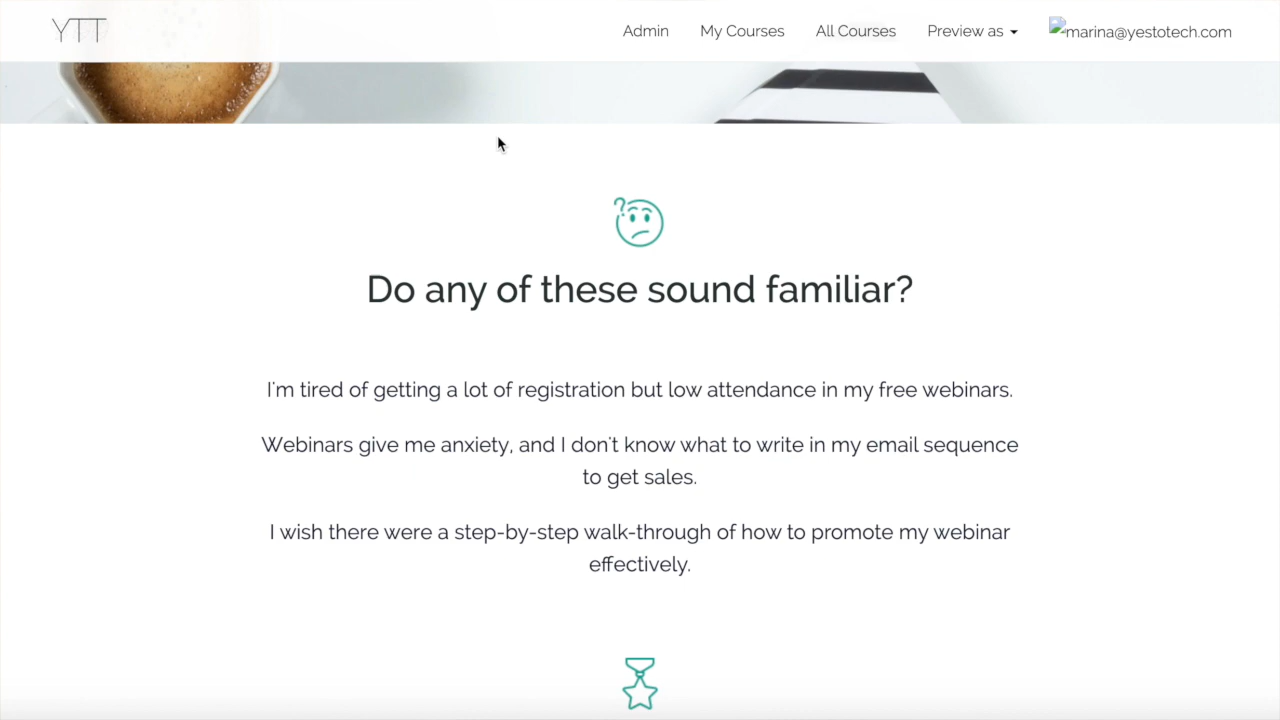 YTT
Admin My Courses All Courses Preview as marina@yestotech.com
Do any of these sound familiar?
I'm tired of getting a lot of registration but low attendance in my free webinars.
Webinars give me anxiety, and I don't know what to write in my email sequence
to get sales.
I wish there were a step-by-step walk-through of how to promote my webinar
effectively.